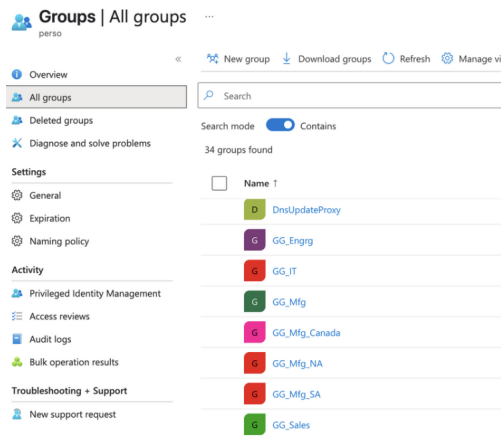 Groups | All groups ...
perso
«
Overview
All groups
Deleted groups
Diagnose and solve problems
Settings
General
Expiration
Naming policy
Activity
Privileged Identity Management
Access reviews
Audit logs
Bulk operation results
Troubleshooting + Support
New support request
New group Download groups Refresh Manage vi
Search
Search mode Contains
34 groups found
Name ↑
D DnsUpdateProxy
G GG_Engrg
G GG_IT
G GG_Mfg
G GG_Mfg_Canada
G GG_Mfg_NA
G GG_Mfg_SA
G GG_Sales